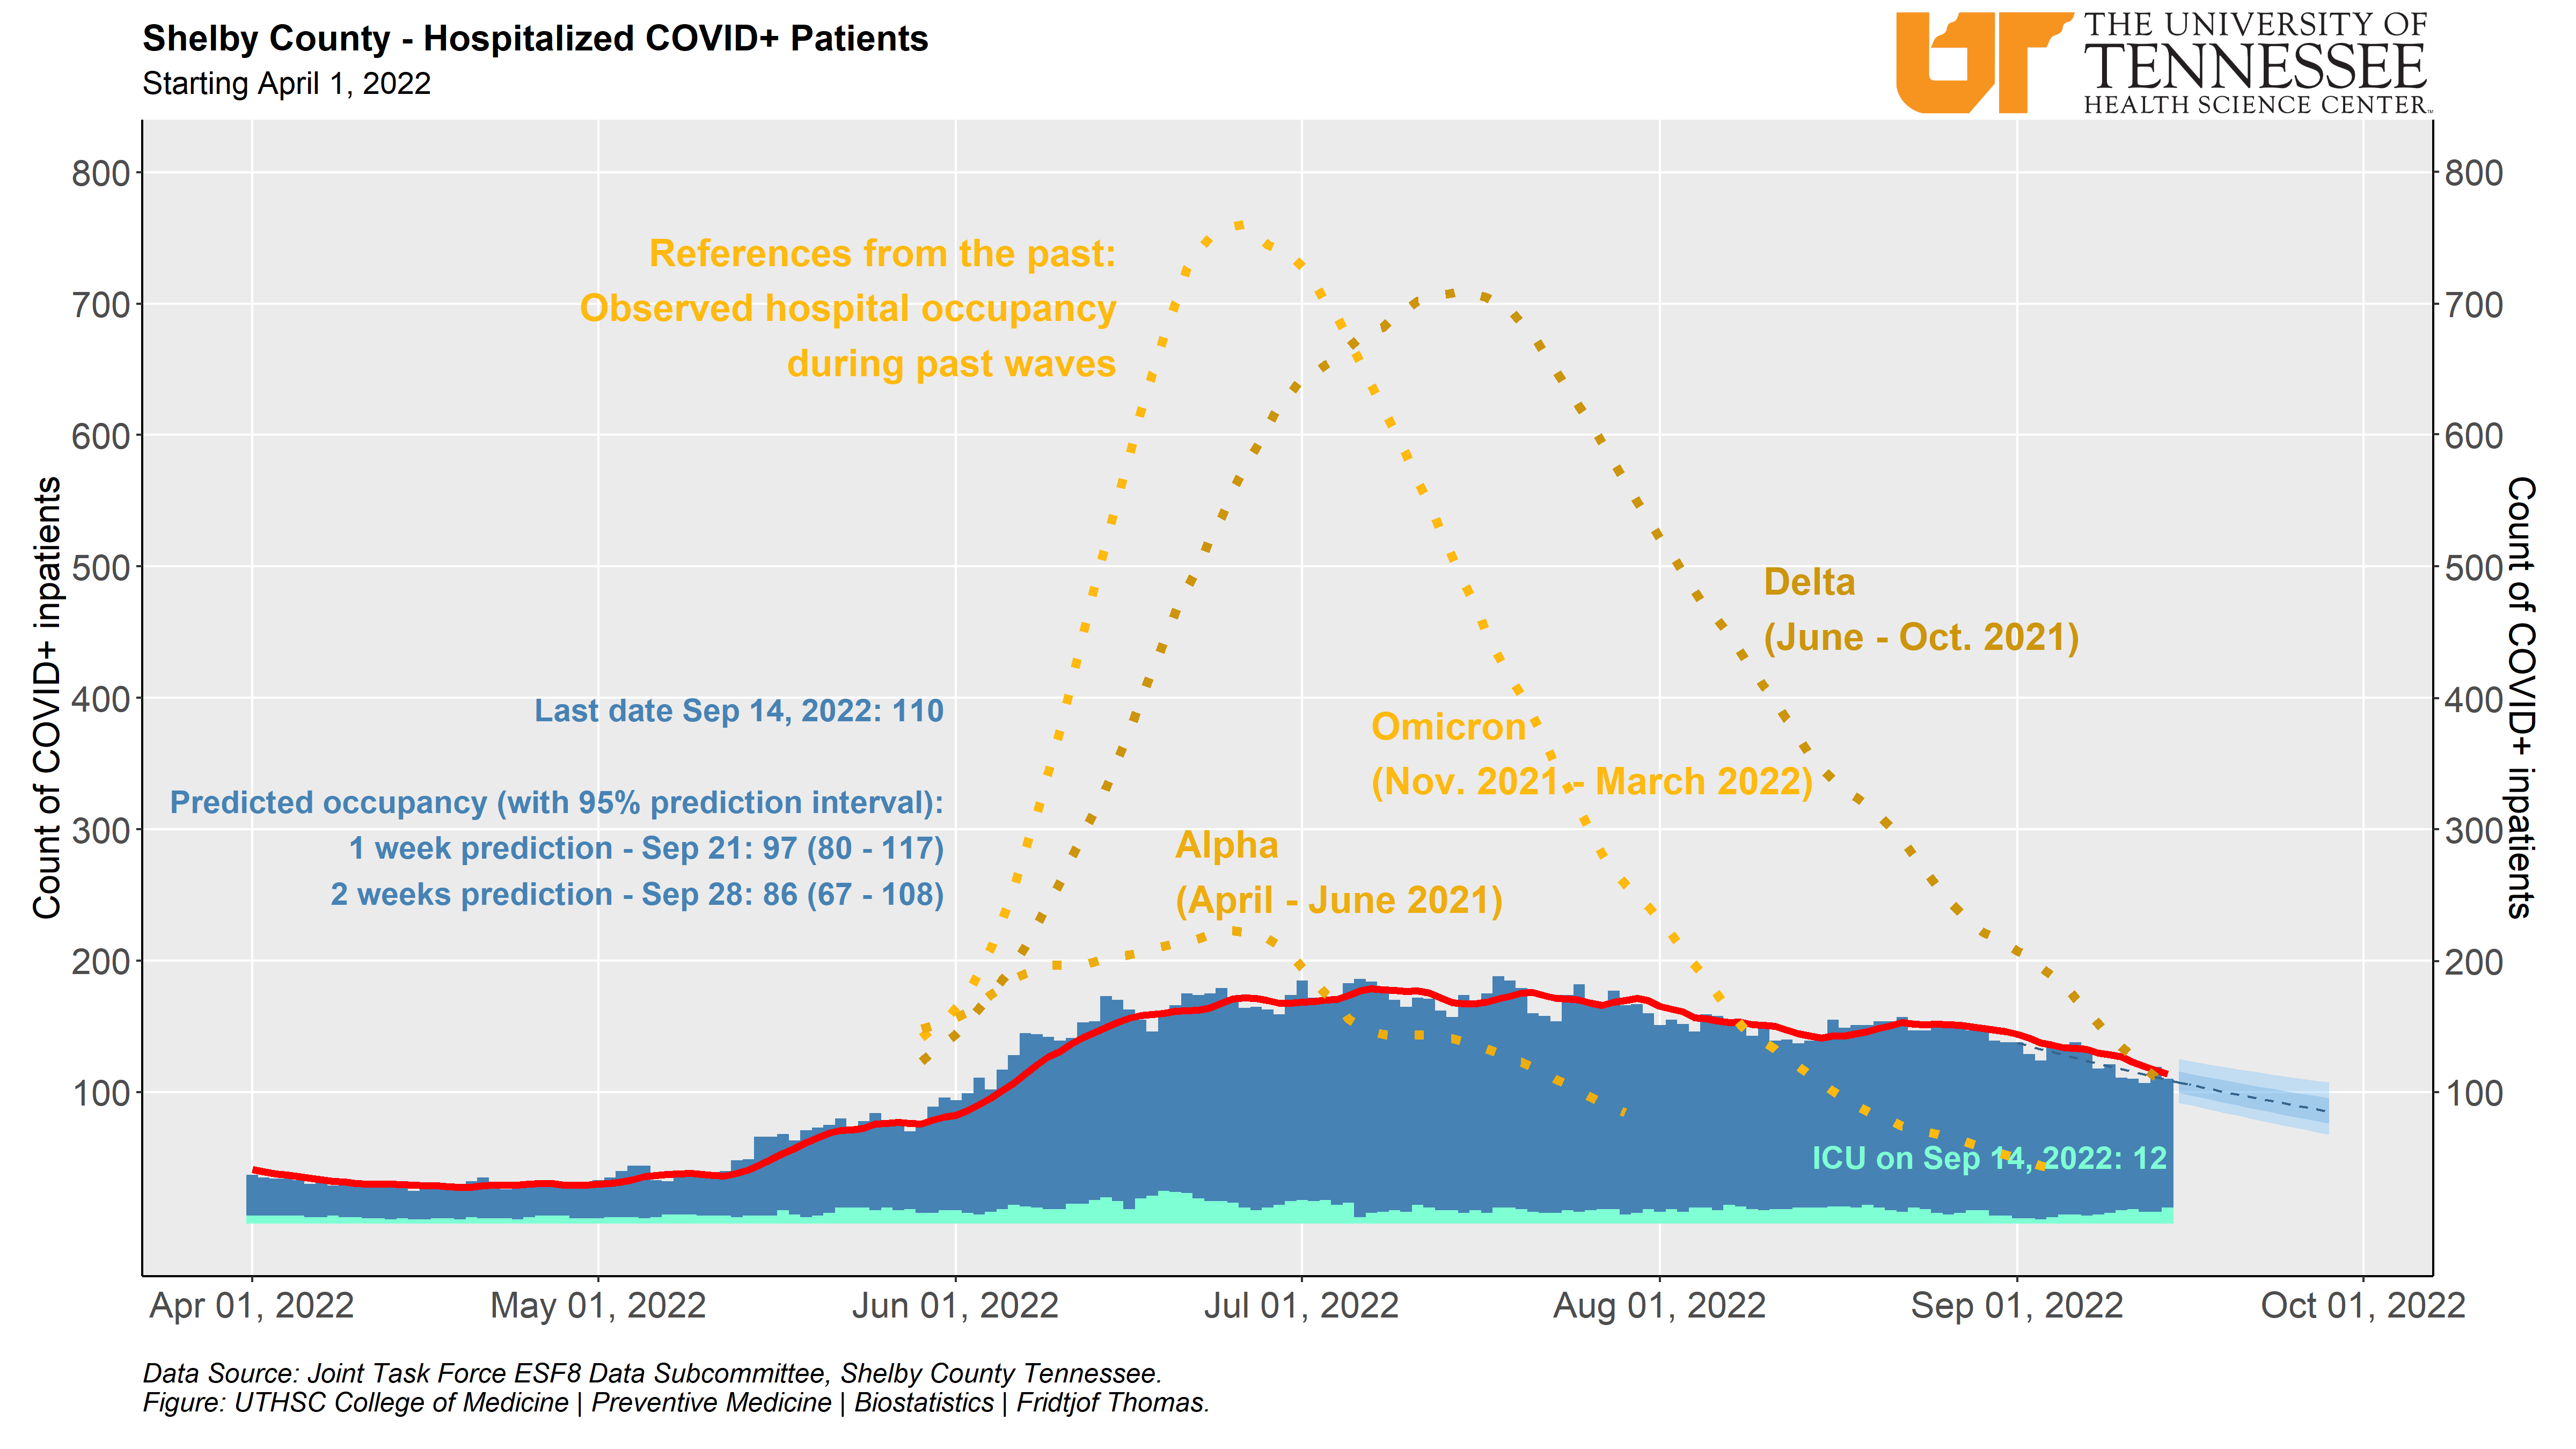 Shelby County - Hospitalized COVID+ Patients
Starting April 1, 2022
THE UNIVERSITY OF
TENNESSEE
HEALTH SCIENCE CENTER™
UT
800
700
600
500
400
300
200
100
Count of COVID+ inpatients
References from the past:
Observed hospital occupancy
during past waves
Last date Sep 14, 2022: 110
Predicted occupancy (with 95% prediction interval):
1 week prediction - Sep 21: 97 (80 - 117)
2 weeks prediction - Sep 28: 86 (67 - 108)
Alpha
(April - June 2021)
Omicron
(Nov. 2021 - March 2022)
Delta
(June - Oct. 2021)
ICU on Sep 14, 2022: 12
800
700
600
500
400
300
200
100
Count of COVID+ inpatients
Apr 01, 2022
May 01, 2022
Jun 01, 2022
Jul 01, 2022
Aug 01, 2022
Sep 01, 2022
Oct 01, 2022
Data Source: Joint Task Force ESF8 Data Subcommittee, Shelby County Tennessee.
Figure: UTHSC College of Medicine | Preventive Medicine | Biostatistics | Fridtjof Thomas.